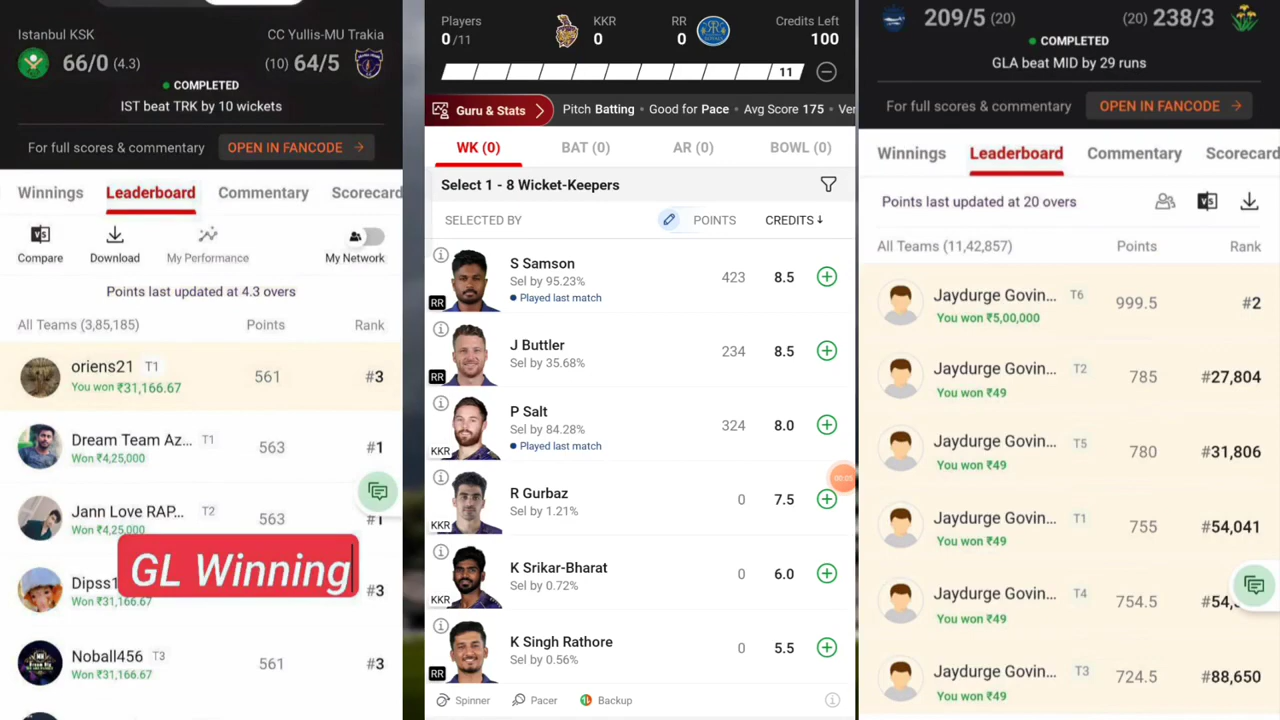 Istanbul KSK
CC Yullis-MU Trakia
66/0 (4.3)
(10) 64/5
COMPLETED
IST beat TRK by 10 wickets
For full scores & commentary
OPEN IN FANCODE
Winnings
Leaderboard
Commentary
Scorecard
Compare
Download
My Performance
My Network
Points last updated at 4.3 overs
All Teams (3,85,185)
Points
Rank
oriens21 T1
You won ₹31,166.67
561
#3
Dream Team Az... T1
Won ₹4,25,000
563
#1
Jann Love RAP... T2
Won ₹4,25,000
563
#1
GL Winning
Dipss1
Won ₹31,166.67
#3
Noball456 T3
Won ₹31,166.67
561
#3
Players
0/11
KKR
0
RR
0
Credits Left
100
11
Guru & Stats
Pitch Batting • Good for Pace • Avg Score 175 • Ver
WK (0)
BAT (0)
AR (0)
BOWL (0)
Select 1 - 8 Wicket-Keepers
SELECTED BY
POINTS
CREDITS↓
S Samson
Sel by 95.23%
Played last match
RR
423
8.5
J Buttler
Sel by 35.68%
RR
234
8.5
P Salt
Sel by 84.28%
Played last match
KKR
324
8.0
00:05
R Gurbaz
Sel by 1.21%
KKR
0
7.5
K Srikar-Bharat
Sel by 0.72%
KKR
0
6.0
K Singh Rathore
Sel by 0.56%
RR
0
5.5
Spinner
Pacer
Backup
209/5 (20)
(20) 238/3
COMPLETED
GLA beat MID by 29 runs
For full scores & commentary
OPEN IN FANCODE
Winnings
Leaderboard
Commentary
Scorecard
Points last updated at 20 overs
All Teams (11,42,857)
Points
Rank
Jaydurge Govin... T6
You won ₹5,00,000
999.5
#2
Jaydurge Govin... T2
You won ₹49
785
#27,804
Jaydurge Govin... T5
You won ₹49
780
#31,806
Jaydurge Govin... T1
You won ₹49
755
#54,041
Jaydurge Govin... T4
You won ₹49
754.5
Jaydurge Govin... T3
You won ₹49
724.5
#88,650